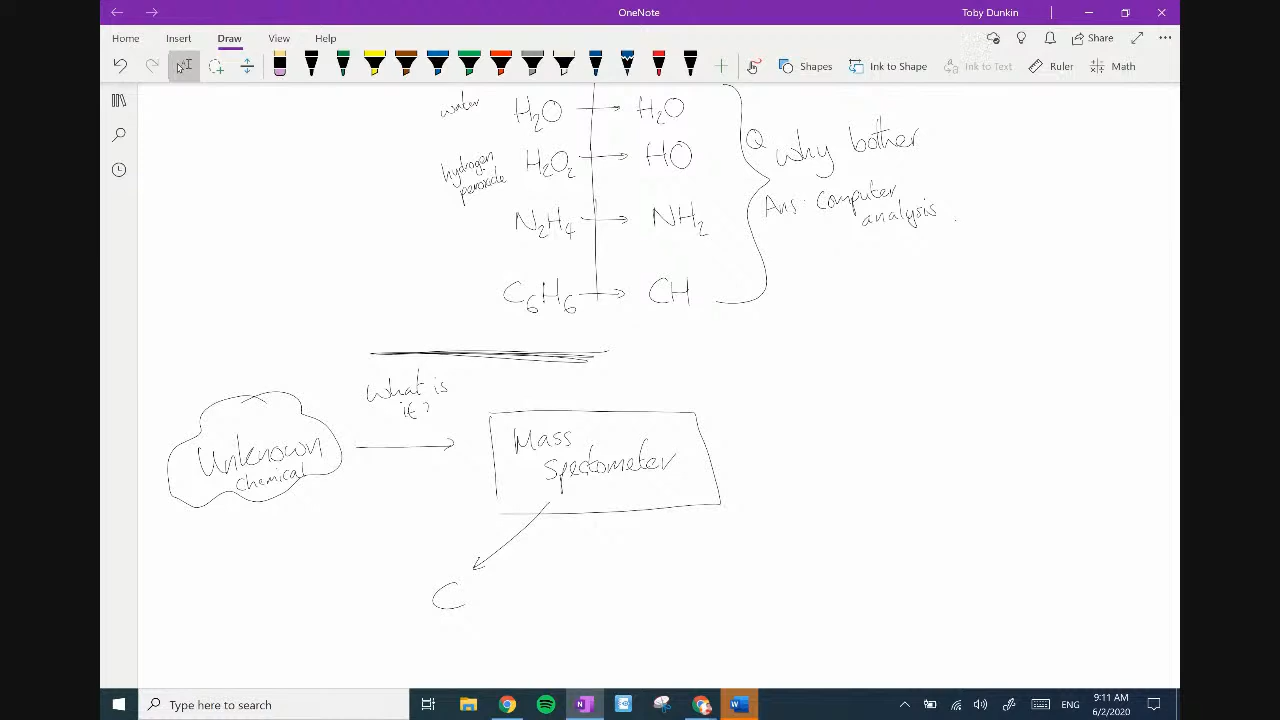 OneNote
Toby Dunkin
Home
Insert
Draw
View
Help
Share
Shapes
Ink to Shape
Ink to Text
Ruler
Math
water H₂O → H₂O
hydrogen
peroxide H₂O₂ → HO
N₂H₄ → NH₂
C₆H₆ → CH
Q why bother
Ans. Computer
analysis.
What is
it?
Unknown
chemical
Mass
Spectometer
C
Type here to search
ENG
9:11 AM
6/2/2020